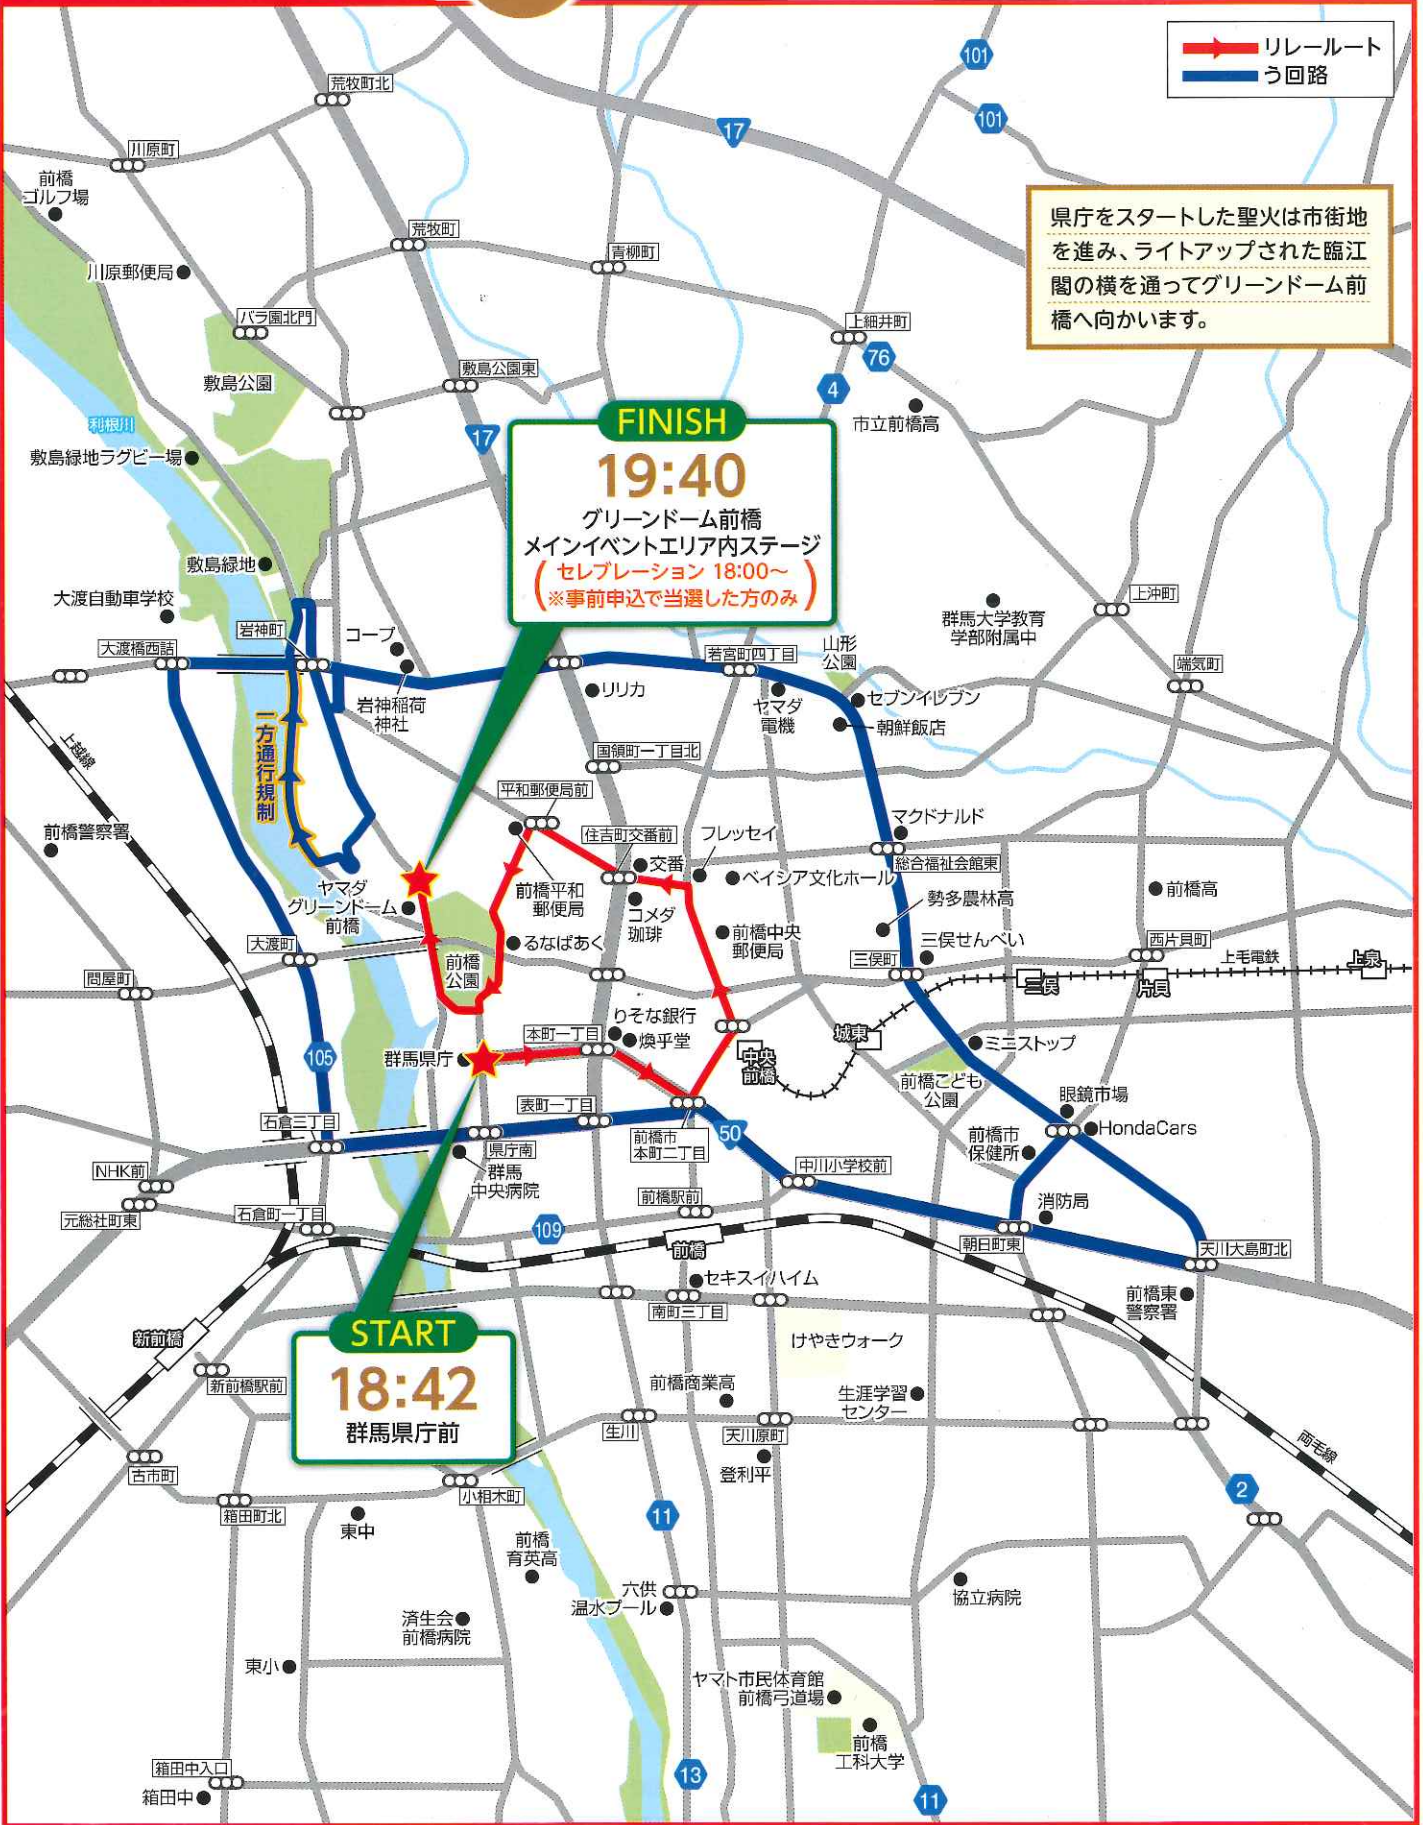 リレールート
う回路
県庁をスタートした聖火は市街地
を進み、ライトアップされた臨江
閣の横を通ってグリーンドーム前
橋へ向かいます。
101
101
17
荒牧町北
川原町
前橋
ゴルフ場
荒牧町
青柳町
川原郵便局
バラ園北門
上細井町
76
4
敷島公園東
敷島公園
市立前橋高
利根川
17
敷島緑地ラグビー場
FINISH
19:40
グリーンドーム前橋
メインイベントエリア内ステージ
セレブレーション 18:00～
※事前申込で当選した方のみ
敷島緑地
大渡自動車学校
上沖町
群馬大学教育
学部附属中
岩神町
コープ
大渡橋西詰
若宮町四丁目
山形
公園
端気町
リリカ
岩神稲荷
神社
ヤマダ
電機
セブンイレブン
朝鮮飯店
一方通行規制
上越線
国領町一丁目北
平和郵便局前
前橋警察署
住吉町交番前
フレッセイ
マクドナルド
交番
総合福祉会館東
ベイシア文化ホール
ヤマダ
グリーンドーム
前橋
前橋平和
郵便局
コメダ
珈琲
前橋高
勢多農林高
前橋中央
郵便局
大渡町
るなぱあく
三俣せんべい
西片貝町
三俣町
上毛電鉄
上泉
問屋町
前橋
公園
三俣
片貝
りそな銀行
本町一丁目
煥乎堂
城東
105
群馬県庁
中央
前橋
ミニストップ
前橋こども
公園
眼鏡市場
表町一丁目
石倉三丁目
HondaCars
50
前橋市
本町二丁目
県庁南
前橋市
保健所
中川小学校前
NHK前
群馬
中央病院
前橋駅前
消防局
元総社町東
石倉町一丁目
109
前橋
朝日町東
天川大島町北
セキスイハイム
前橋東
警察署
南町三丁目
START
18:42
群馬県庁前
新前橋
けやきウォーク
新前橋駅前
前橋商業高
生涯学習
センター
生川
天川原町
両毛線
登利平
古市町
小相木町
2
箱田町北
11
東中
前橋
育英高
六供
温水プール
協立病院
済生会
前橋病院
東小
ヤマト市民体育館
前橋弓道場
前橋
工科大学
箱田中入口
13
箱田中
11